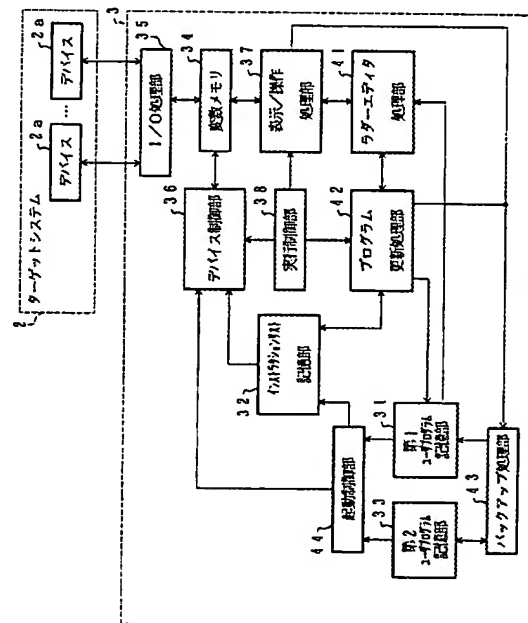 2
ターゲットシステム
デバイス
2a
…
デバイス
2a
3
I/O処理部
35
変数メモリ
34
デバイス制御部
36
表示/操作
処理部
37
実行制御部
38
ラダーエディタ
処理部
41
プログラム
更新処理部
42
インストラクションリスト
記憶部
32
起動制御部
44
第1
ユーザプログラム
記憶部
31
第2
ユーザプログラム
記憶部
33
バックアップ処理部
43